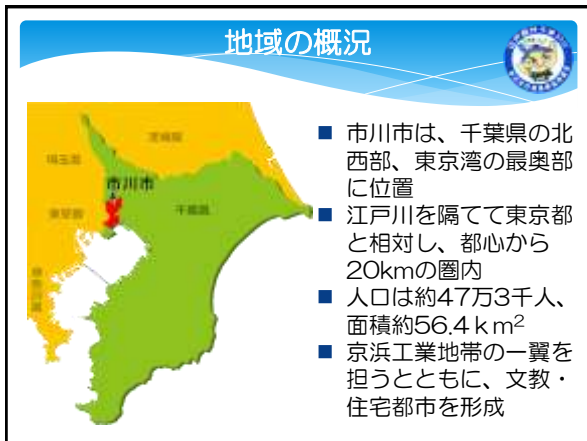 地域の概況
茨城県
埼玉県
市川市
東京都
千葉県
神奈川県
■ 市川市は、千葉県の北
西部、東京湾の最奥部
に位置
■ 江戸川を隔てて東京都
と相対し、都心から
20kmの圏内
■ 人口は約47万3千人、
面積約56.4ｋm²
■ 京浜工業地帯の一翼を
担うとともに、文教・
住宅都市を形成